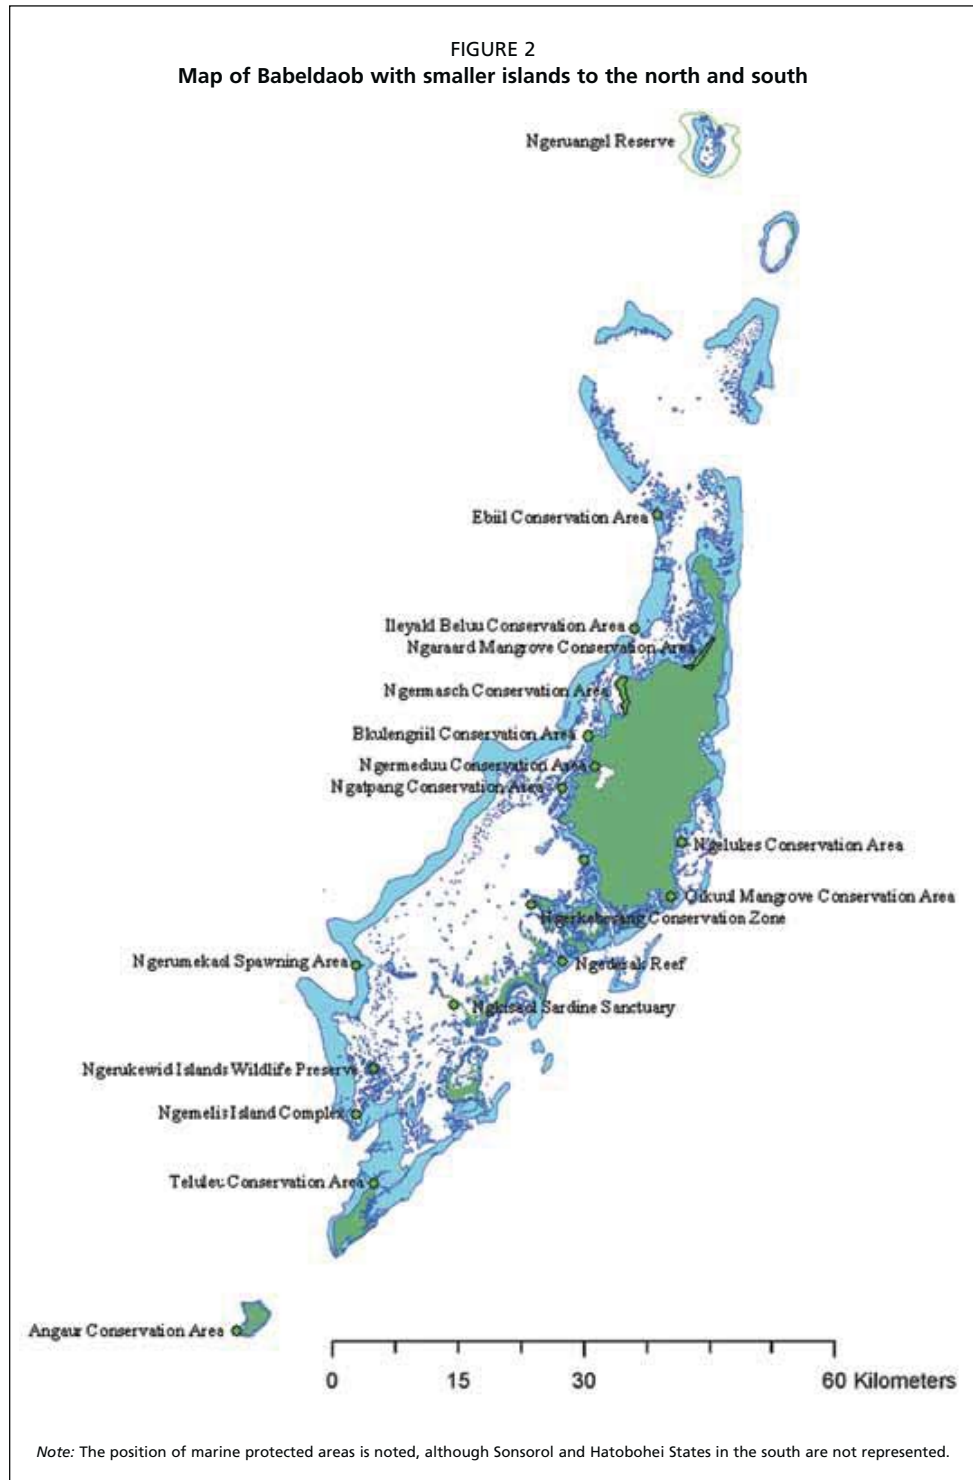 FIGURE 2
Map of Babeldaob with smaller islands to the north and south
Ngeruangel Reserve
Ebiil Conservation Area
Ileyakl Beluu Conservation Area
Ngaraard Mangrove Conservation Area
Ngermasch Conservation Area
Bkulengriil Conservation Area
Ngermeduu Conservation Area
Ngatpang Conservation Area
Ngelukes Conservation Area
Oikuul Mangrove Conservation Area
Ngerkebesang Conservation Zone
Ngerumekaol Spawning Area
Ngederrak Reef
Ngkisaol Sardine Sanctuary
Ngerukewid Islands Wildlife Preserve
Ngemelis Island Complex
Teluleu Conservation Area
Angaur Conservation Area
0 15 30 60 Kilometers
Note: The position of marine protected areas is noted, although Sonsorol and Hatobohei States in the south are not represented.